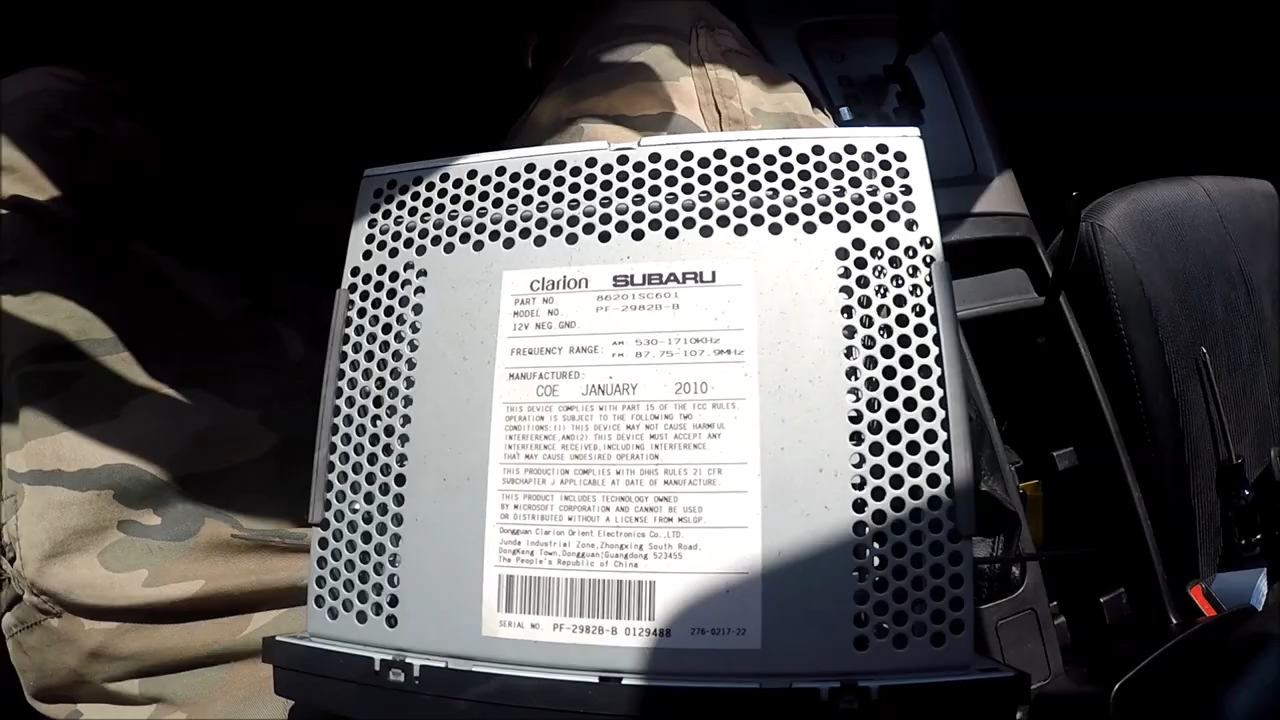 clarion SUBARU
PART NO. 86201SC601
MODEL NO. PF-2982B-B
12V NEG.GND.
FREQUENCY RANGE: AM: 530-1710KHz
FM: 87.75-107.9MHz
MANUFACTURED:
COE JANUARY 2010
THIS DEVICE COMPLIES WITH PART 15 OF THE FCC RULES.
OPERATION IS SUBJECT TO THE FOLLOWING TWO
CONDITIONS:(1) THIS DEVICE MAY NOT CAUSE HARMFUL
INTERFERENCE,AND(2) THIS DEVICE MUST ACCEPT ANY
INTERFERENCE RECEIVED,INCLUDING INTERFERENCE
THAT MAY CAUSE UNDESIRED OPERATION.
THIS PRODUCTION COMPLIES WITH DHHS RULES 21 CFR
SUBCHAPTER J APPLICABLE AT DATE OF MANUFACTURE.
THIS PRODUCT INCLUDES TECHNOLOGY OWNED
BY MICROSOFT CORPORATION AND CANNOT BE USED
OR DISTRIBUTED WITHOUT A LICENSE FROM MSLGP.
Dongguan Clarion Orient Electronics Co.,LTD.
Junda Industrial Zone,Zhongxing South Road,
DongKeng Town,Dongguan,Guangdong 523455
The People's Republic of China
SERIAL NO. PF-2982B-B 0129488 276-0217-22